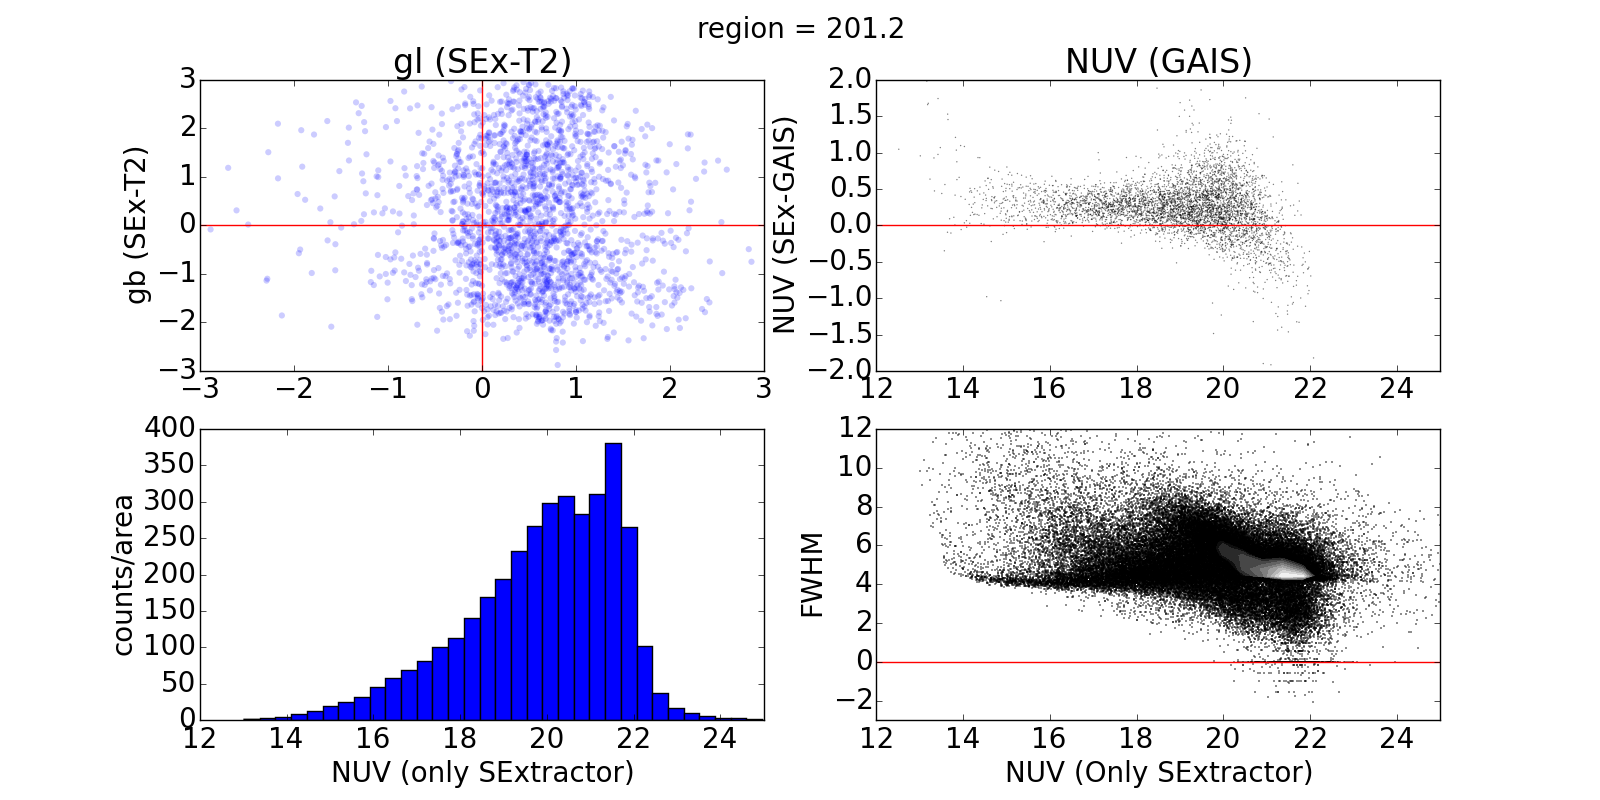 region = 201.2
gl (SEx-T2)
NUV (GAIS)
3
2
1
0
−1
−2
−3
gb (SEx-T2)
−3 −2 −1 0 1 2 3
2.0
1.5
1.0
0.5
0.0
−0.5
−1.0
−1.5
−2.0
NUV (SEx-GAIS)
12 14 16 18 20 22 24
400
350
300
250
200
150
100
50
0
counts/area
12 14 16 18 20 22 24
NUV (only SExtractor)
12
10
8
6
4
2
0
−2
FWHM
12 14 16 18 20 22 24
NUV (Only SExtractor)